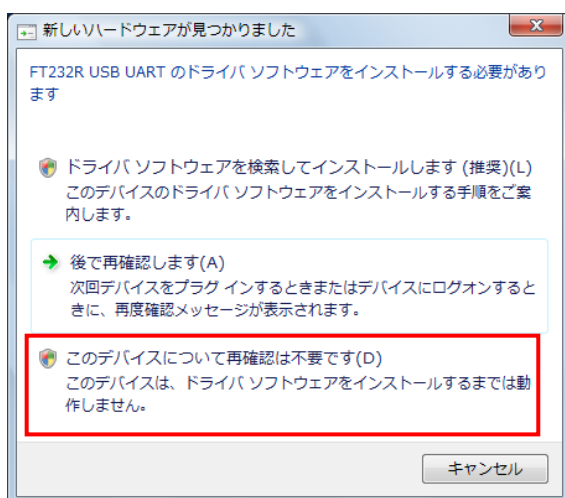 新しいハードウェアが見つかりました
FT232R USB UART のドライバ ソフトウェアをインストールする必要があり
ます
ドライバ ソフトウェアを検索してインストールします (推奨)(L)
このデバイスのドライバ ソフトウェアをインストールする手順をご案
内します。
後で再確認します(A)
次回デバイスをプラグ インするときまたはデバイスにログオンすると
きに、再度確認メッセージが表示されます。
このデバイスについて再確認は不要です(D)
このデバイスは、ドライバ ソフトウェアをインストールするまでは動
作しません。
キャンセル